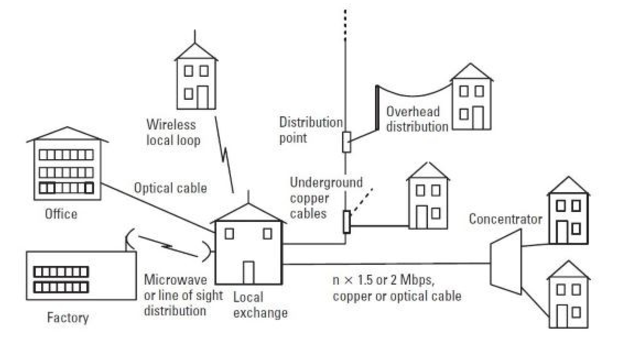 Wireless
local loop
Distribution
point
Overhead
distribution
Optical cable
Office
Underground
copper
cables
Concentrator
Microwave
or line of sight
distribution
Local
exchange
n × 1.5 or 2 Mbps,
copper or optical cable
Factory